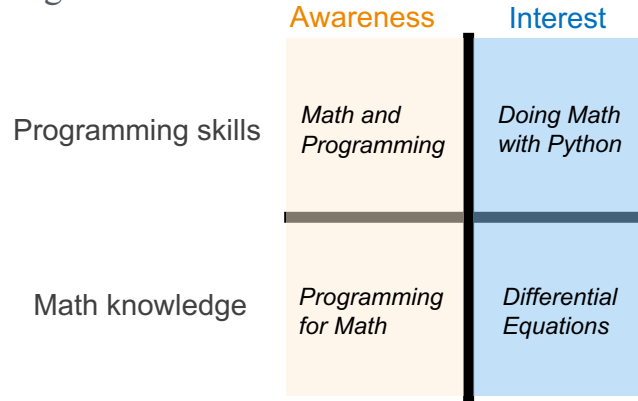 Awareness
Interest
Programming skills
Math and
Programming
Doing Math
with Python
Math knowledge
Programming
for Math
Differential
Equations